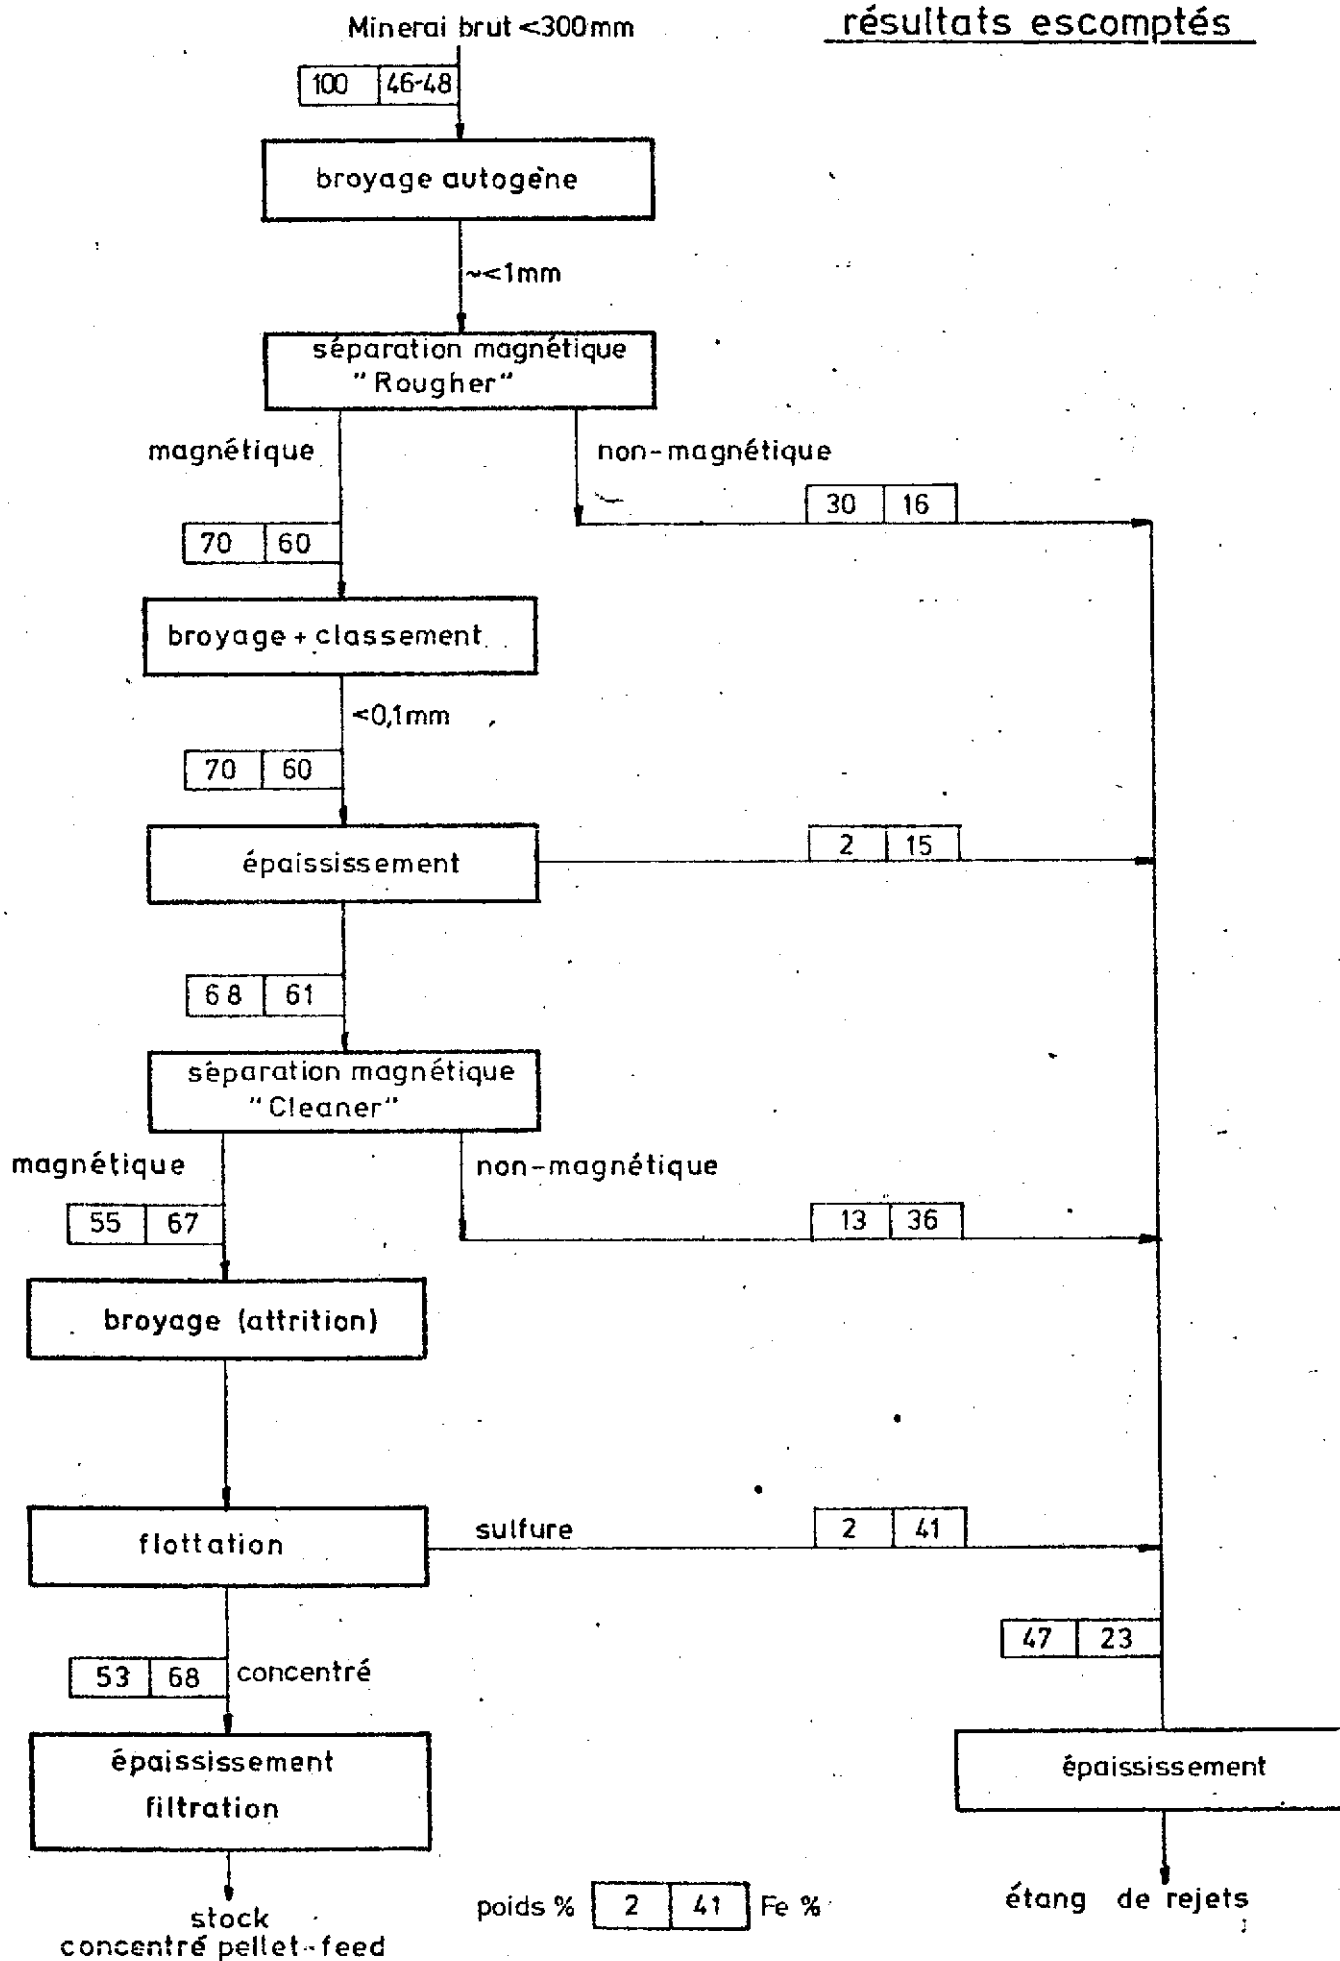 résultats escomptés
Minerai brut <300mm
100 46-48
broyage autogène
~<1mm
séparation magnétique
"Rougher"
magnétique
non-magnétique
30 16
70 60
broyage + classement
<0,1mm
70 60
épaississement
2 15
68 61
séparation magnétique
"Cleaner"
magnétique
non-magnétique
55 67
13 36
broyage (attrition)
flottation
sulfure
2 41
47 23
53 68 concentré
épaississement
filtration
épaississement
stock
concentré pellet-feed
poids % 2 41 Fe %
étang de rejets